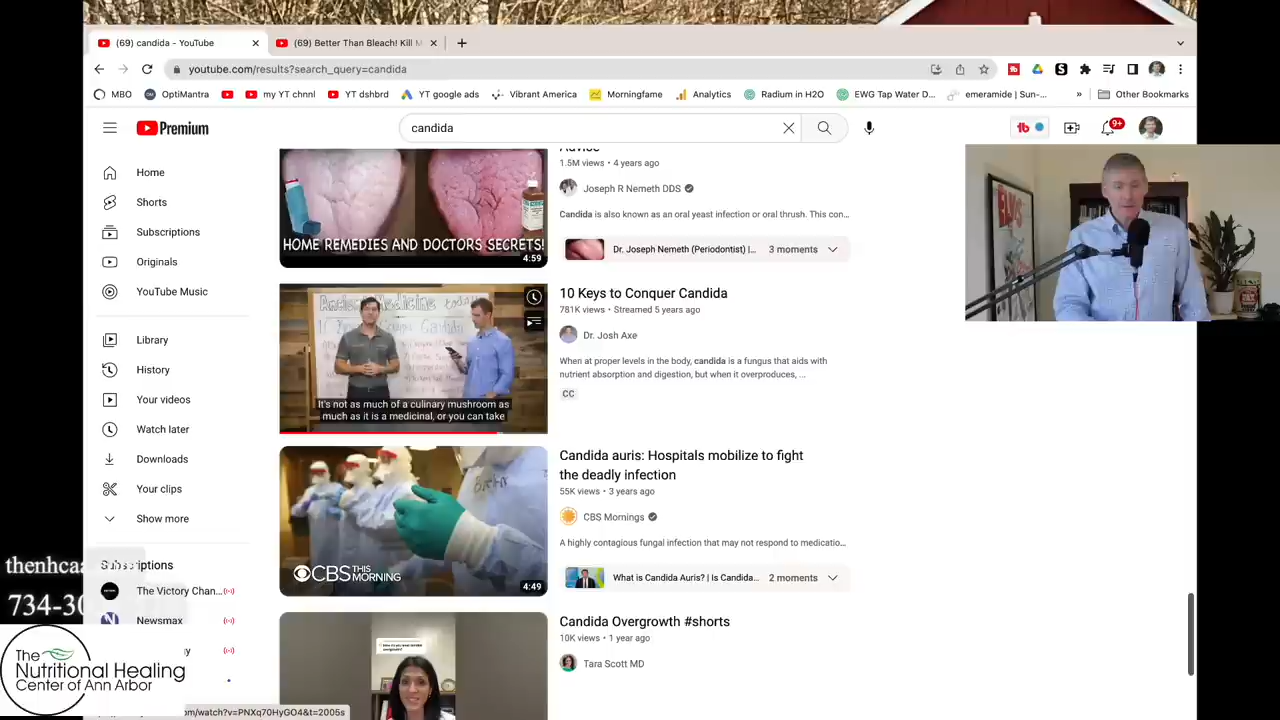 (69) candida - YouTube
(69) Better Than Bleach! Kill M
youtube.com/results?search_query=candida
MBO
OptiMantra
my YT chnnl
YT dshbrd
YT google ads
Vibrant America
Morningfame
Analytics
Radium in H2O
EWG Tap Water D...
emeramide | Sun-...
»
Other Bookmarks
Premium
candida
9+
Home
Shorts
Subscriptions
Originals
YouTube Music
Library
History
Your videos
Watch later
Downloads
Your clips
Show more
Subscriptions
The Victory Chan...
Newsmax
HOME REMEDIES AND DOCTORS SECRETS!
4:59
1.5M views • 4 years ago
Joseph R Nemeth DDS
Candida is also known as an oral yeast infection or oral thrush. This con...
Dr. Joseph Nemeth (Periodontist) |...
3 moments
It's not as much of a culinary mushroom as
much as it is a medicinal, or you can take
10 Keys to Conquer Candida
781K views • Streamed 5 years ago
Dr. Josh Axe
When at proper levels in the body, candida is a fungus that aids with
nutrient absorption and digestion, but when it overproduces, ...
CC
CBS THIS MORNING
4:49
Candida auris: Hospitals mobilize to fight
the deadly infection
55K views • 3 years ago
CBS Mornings
A highly contagious fungal infection that may not respond to medicatio...
What is Candida Auris? | Is Candida...
2 moments
Candida Overgrowth #shorts
10K views • 1 year ago
Tara Scott MD
ELVIS
thenhcaa
734-30
The
Nutritional Healing
Center of Ann Arbor
om/watch?v=PNXq70HyGO4&t=2005s